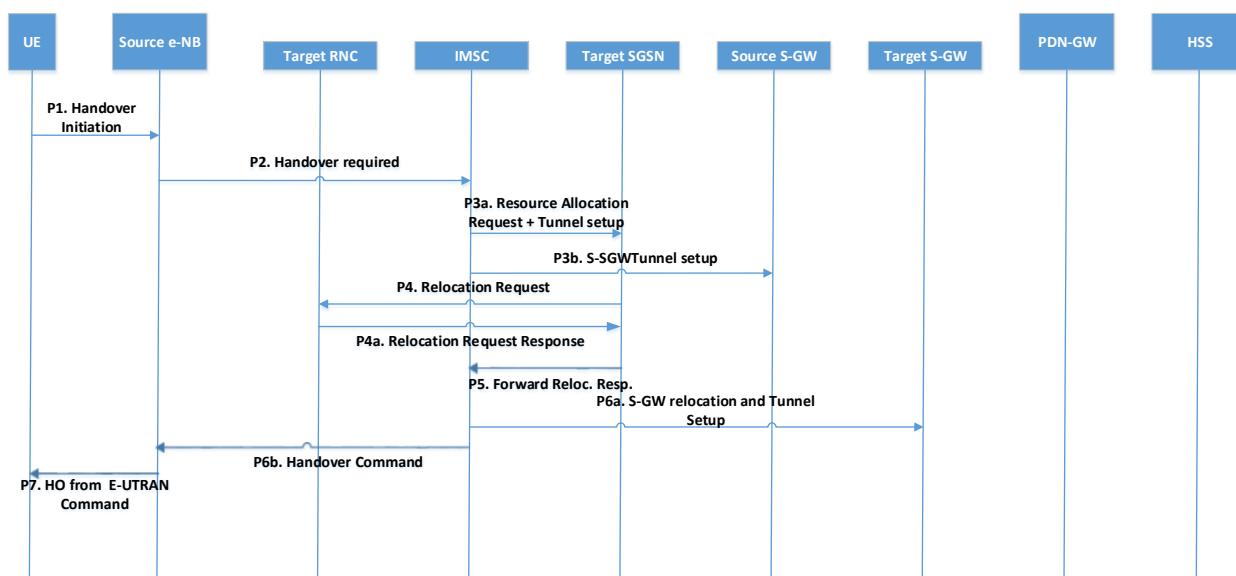 UE
Source e-NB
Target RNC
IMSC
Target SGSN
Source S-GW
Target S-GW
PDN-GW
HSS
P1. Handover
Initiation
P2. Handover required
P3a. Resource Allocation
Request + Tunnel setup
P3b. S-SGWTunnel setup
P4. Relocation Request
P4a. Relocation Request Response
P5. Forward Reloc. Resp.
P6a. S-GW relocation and Tunnel
Setup
P6b. Handover Command
P7. HO from E-UTRAN
Command